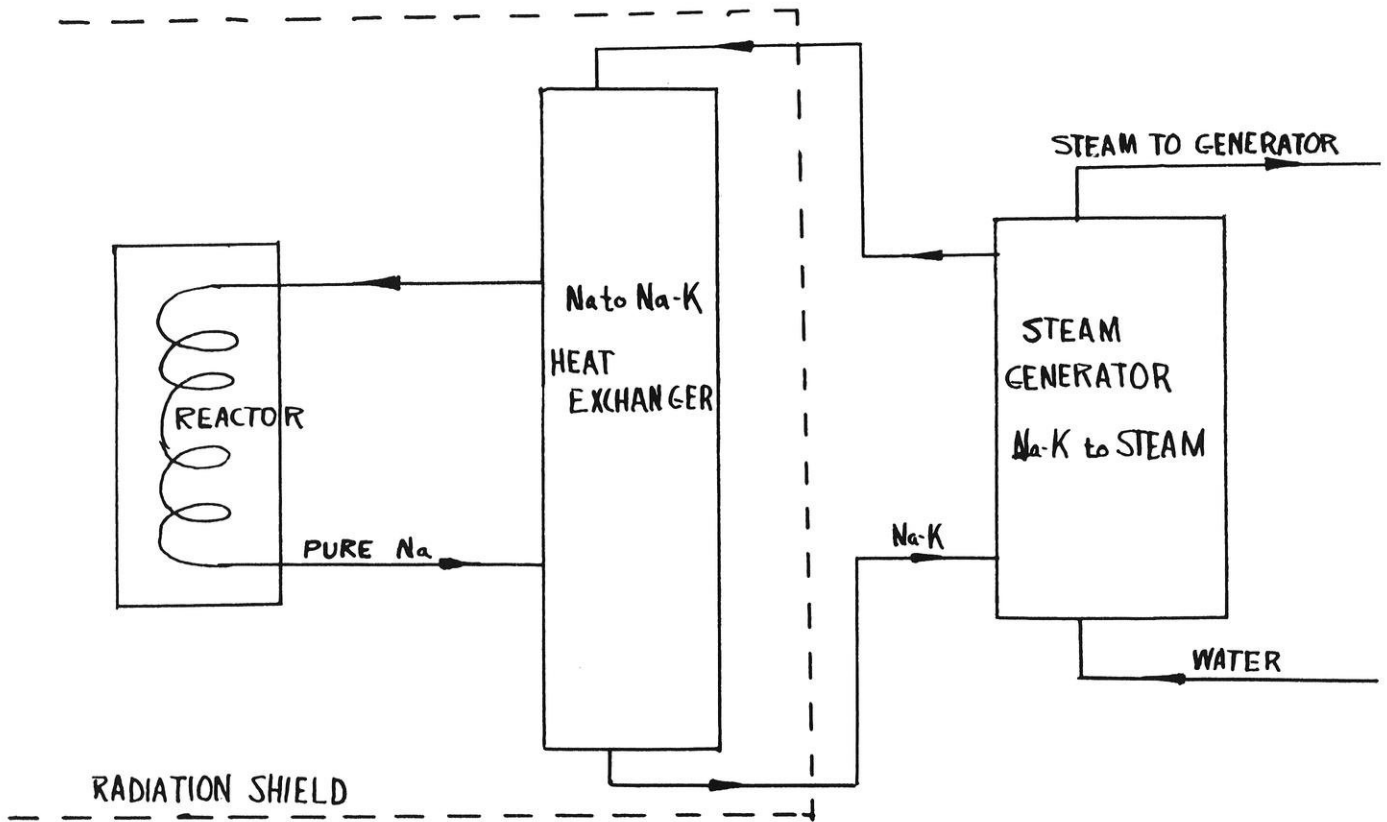 STEAM TO GENERATOR
Na to Na-K
HEAT
EXCHANGER
STEAM
GENERATOR
Na-K to STEAM
REACTOR
PURE Na
Na-K
WATER
RADIATION SHIELD